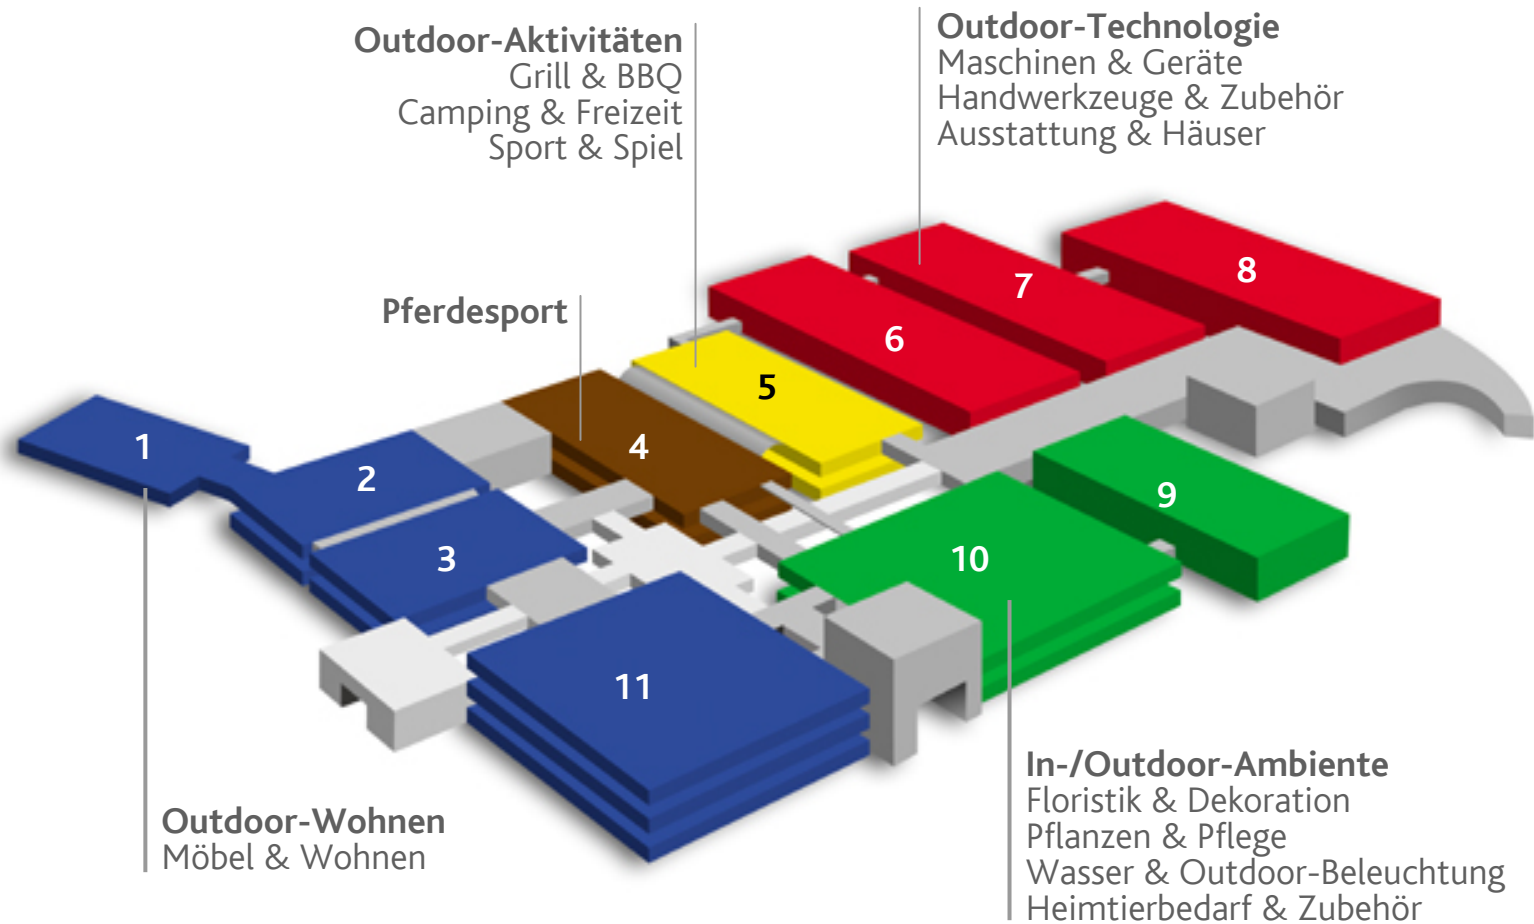 Outdoor-Aktivitäten
Grill & BBQ
Camping & Freizeit
Sport & Spiel
Outdoor-Technologie
Maschinen & Geräte
Handwerkzeuge & Zubehör
Ausstattung & Häuser
Pferdesport
8
7
6
5
4
1
2
3
9
10
11
Outdoor-Wohnen
Möbel & Wohnen
In-/Outdoor-Ambiente
Floristik & Dekoration
Pflanzen & Pflege
Wasser & Outdoor-Beleuchtung
Heimtierbedarf & Zubehör